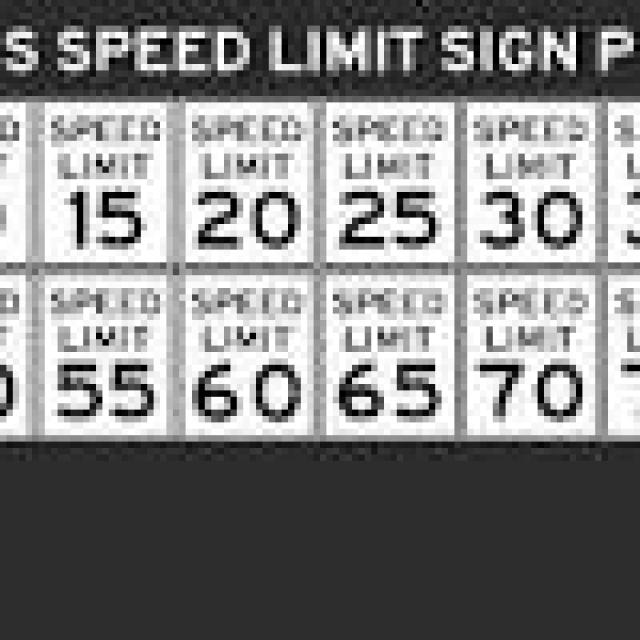 S SPEED LIMIT SIGN P
SPEED
LIMIT
15
SPEED
LIMIT
20
SPEED
LIMIT
25
SPEED
LIMIT
30
SPEED
LIMIT
55
SPEED
LIMIT
60
SPEED
LIMIT
65
SPEED
LIMIT
70